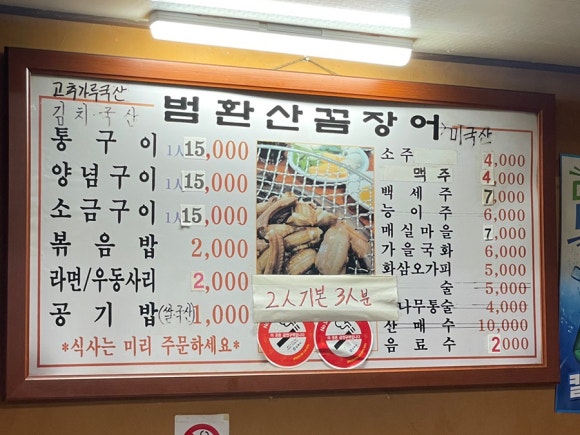 고추가루국산
김치·국산
범환산꼼장어
미국산
통구이 1人 15,000
양념구이 1人 15,000
소금구이 1人 15,000
볶음밥 2,000
라면/우동사리 2,000
공기밥(쌀국산) 1,000
*식사는 미리 주문하세요*
2人기본 3人분
소주 4,000
맥주 4,000
백세주 7,000
능이주 6,000
매실마을 7,000
가을국화 6,000
화삼오가피 5,000
술 5,000
나무통술 4,000
산매수 10,000
음료수 2,000